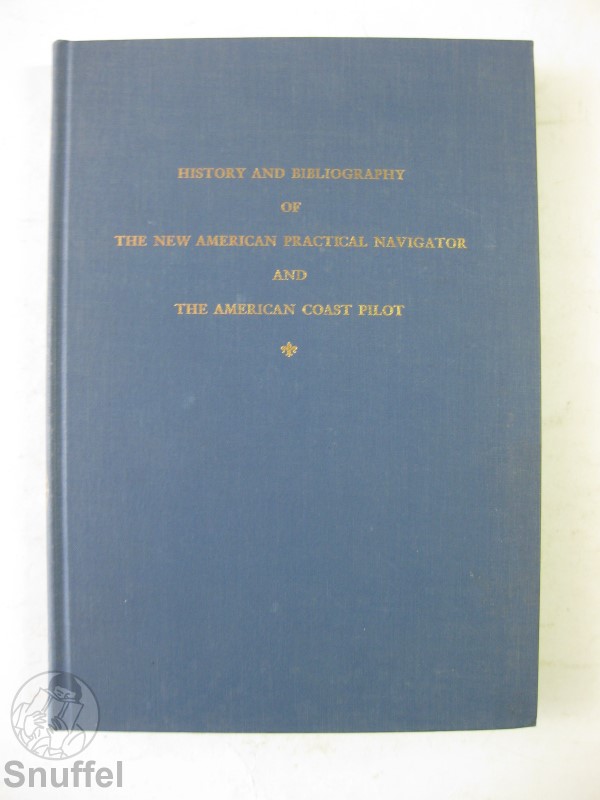 HISTORY AND BIBLIOGRAPHY
OF
THE NEW AMERICAN PRACTICAL NAVIGATOR
AND
THE AMERICAN COAST PILOT
Snuffel